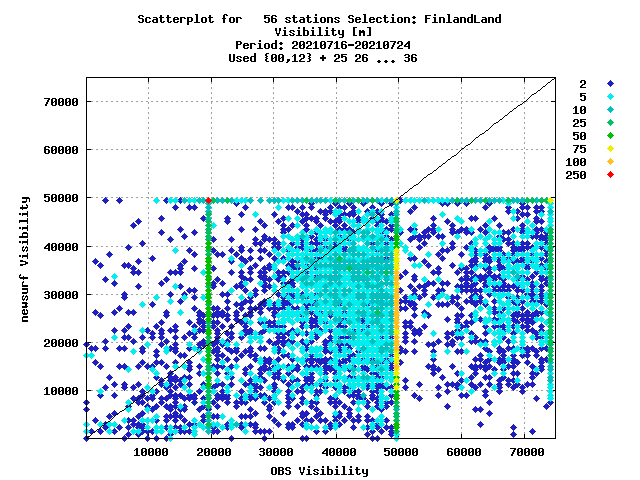 Scatterplot for 56 stations Selection: FinlandLand
Visibility [m]
Period: 20210716-20210724
Used {00,12} + 25 26 ... 36
2
5
10
25
50
75
100
250
newsurf Visibility
70000
60000
50000
40000
30000
20000
10000
10000 20000 30000 40000 50000 60000 70000
OBS Visibility